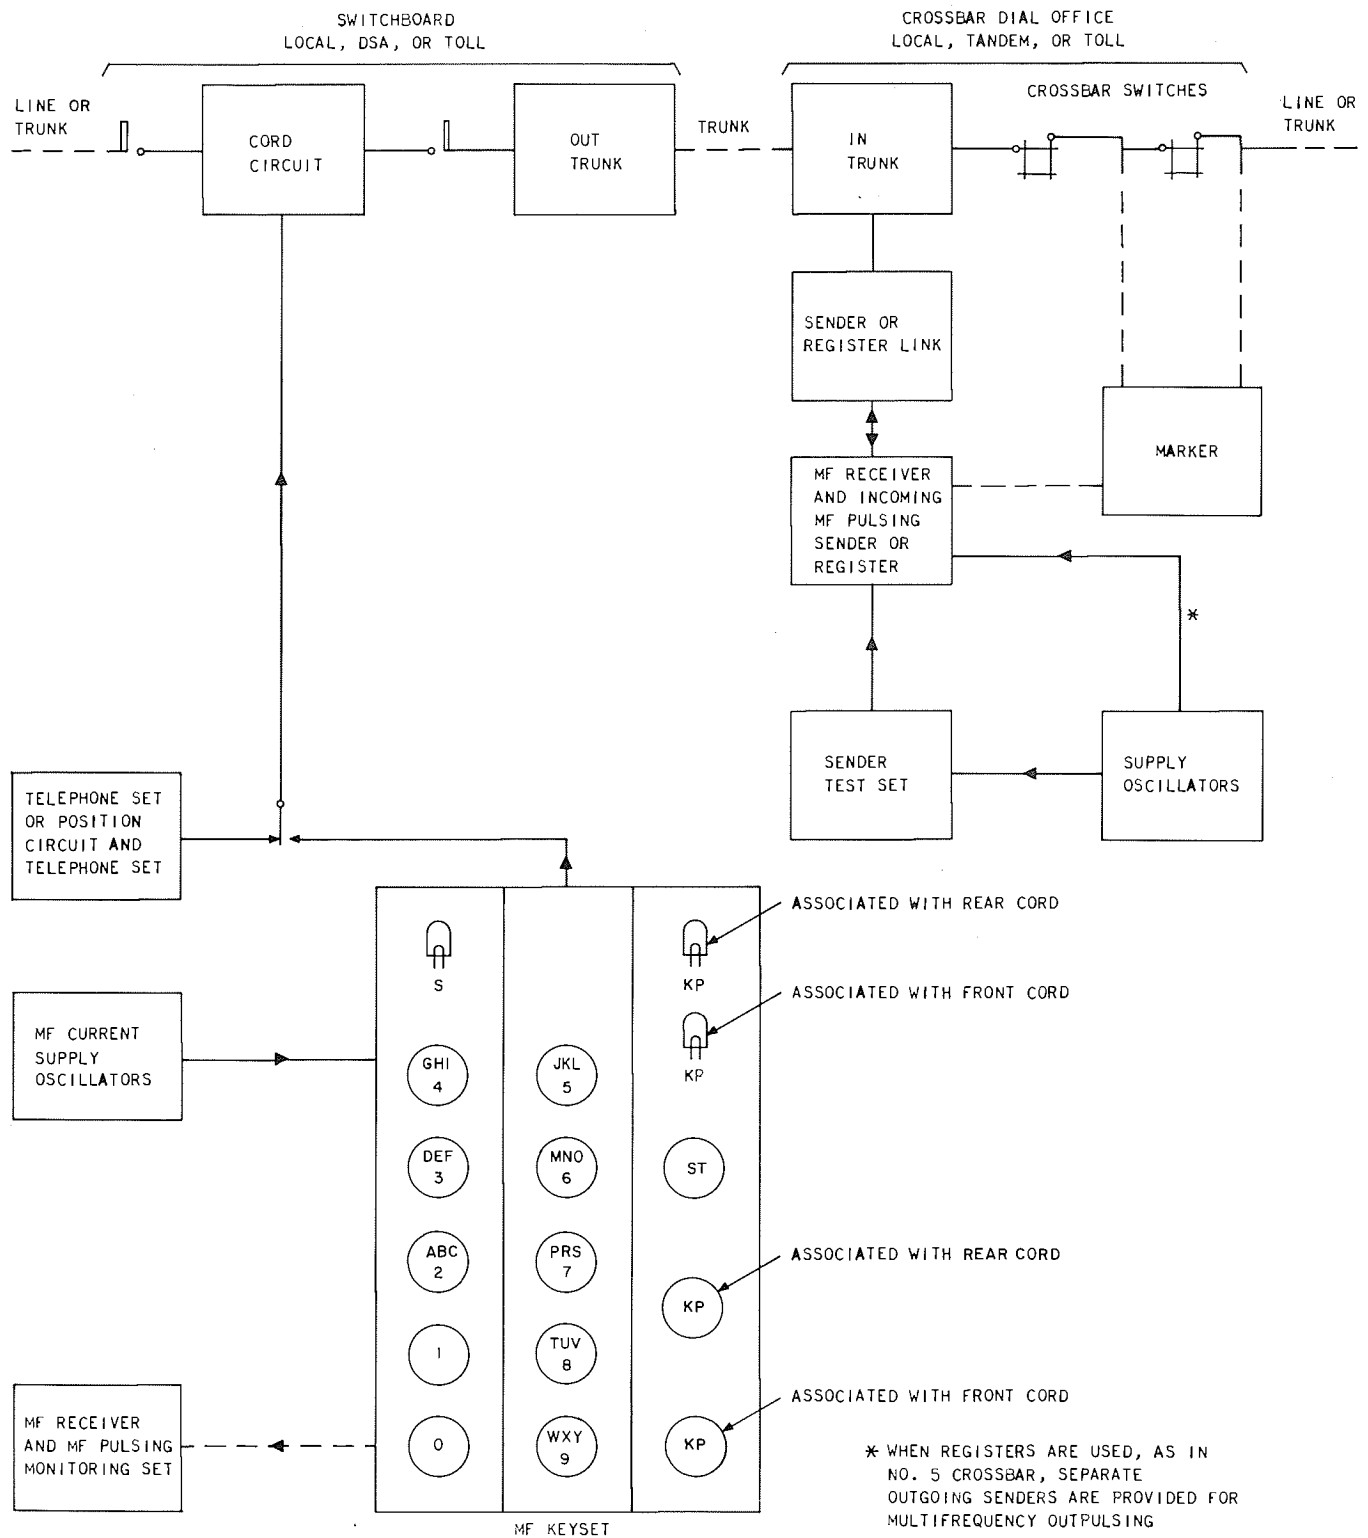 SWITCHBOARD
LOCAL, DSA, OR TOLL
CROSSBAR DIAL OFFICE
LOCAL, TANDEM, OR TOLL
LINE OR
TRUNK
CORD
CIRCUIT
OUT
TRUNK
TRUNK
IN
TRUNK
CROSSBAR SWITCHES
LINE OR
TRUNK
SENDER OR
REGISTER LINK
MARKER
MF RECEIVER
AND INCOMING
MF PULSING
SENDER OR
REGISTER
*
SENDER
TEST SET
SUPPLY
OSCILLATORS
TELEPHONE SET
OR POSITION
CIRCUIT AND
TELEPHONE SET
S
KP
ASSOCIATED WITH REAR CORD
KP
ASSOCIATED WITH FRONT CORD
MF CURRENT
SUPPLY
OSCILLATORS
GHI
4
JKL
5
DEF
3
MNO
6
ST
ABC
2
PRS
7
KP
ASSOCIATED WITH REAR CORD
1
TUV
8
0
WXY
9
KP
ASSOCIATED WITH FRONT CORD
MF RECEIVER
AND MF PULSING
MONITORING SET
MF KEYSET
* WHEN REGISTERS ARE USED, AS IN
NO. 5 CROSSBAR, SEPARATE
OUTGOING SENDERS ARE PROVIDED FOR
MULTIFREQUENCY OUTPULSING